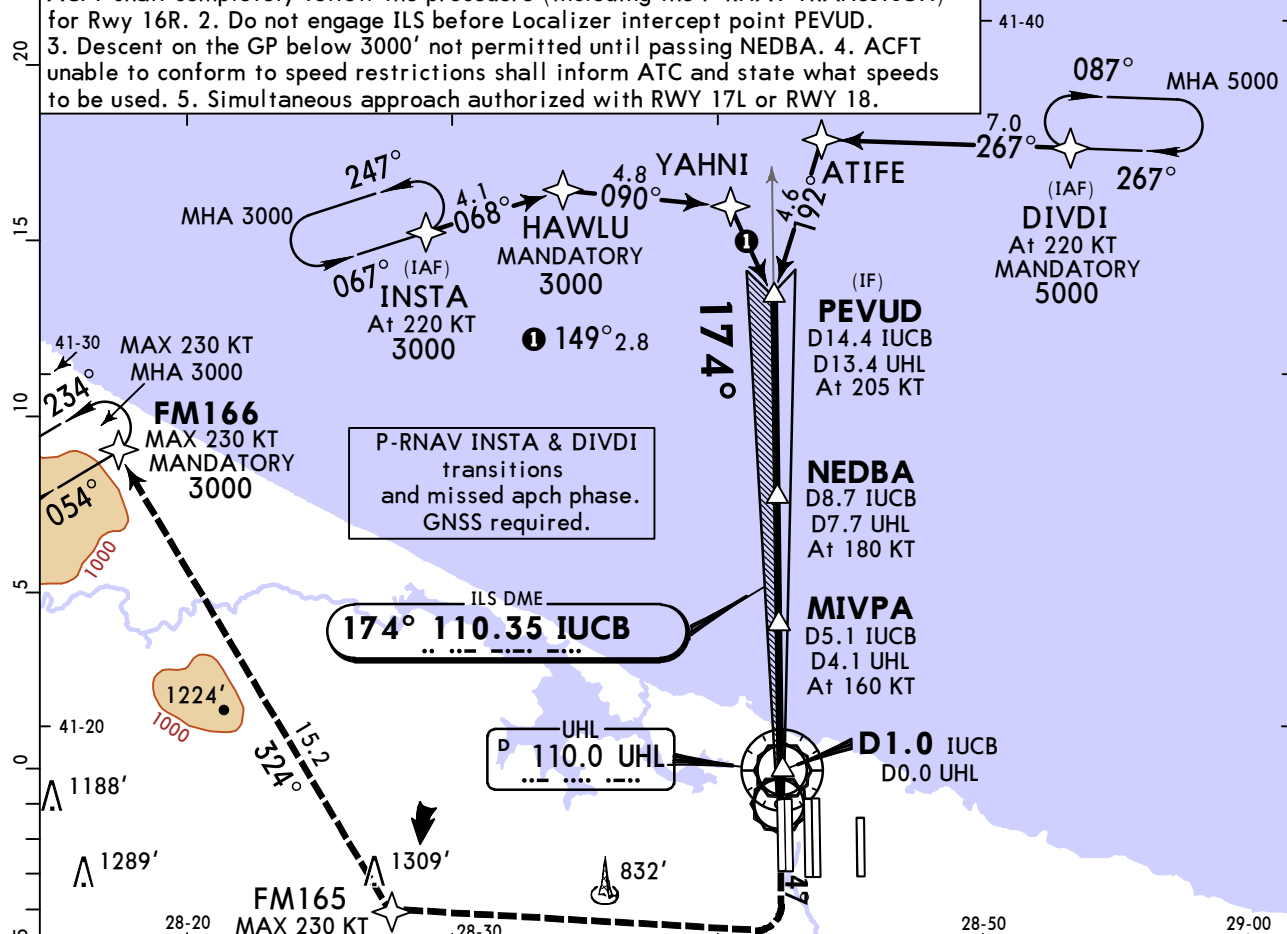 for Rwy 16R. 2. Do not engage ILS before Localizer intercept point PEVUD.
3. Descent on the GP below 3000' not permitted until passing NEDBA. 4. ACFT
unable to conform to speed restrictions shall inform ATC and state what speeds
to be used. 5. Simultaneous approach authorized with RWY 17L or RWY 18.
41-40
20
15
10
5
0
5
087°
MHA 5000
7.0
267°
267°
(IAF)
DIVDI
At 220 KT
MANDATORY
5000
ATIFE
4.6
192°
YAHNI
4.8
090°
HAWLU
MANDATORY
3000
247°
MHA 3000
067°
4.1
068°
(IAF)
INSTA
At 220 KT
3000
1
1 149° 2.8
174°
(IF)
PEVUD
D14.4 IUCB
D13.4 UHL
At 205 KT
41-30
MAX 230 KT
MHA 3000
234°
FM166
MAX 230 KT
MANDATORY
3000
054°
1000
P-RNAV INSTA & DIVDI
transitions
and missed apch phase.
GNSS required.
NEDBA
D8.7 IUCB
D7.7 UHL
At 180 KT
ILS DME
174° 110.35 IUCB
MIVPA
D5.1 IUCB
D4.1 UHL
At 160 KT
1224'
1000
15.2
324°
41-20
UHL
D 110.0 UHL
D1.0 IUCB
D0.0 UHL
1188'
1289'
1309'
832'
4°
FM165
MAX 230 KT
28-20
28-30
28-50
29-00